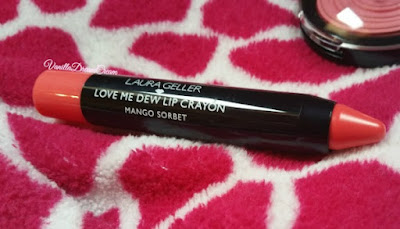 LAURA GELLER
LOVE ME DEW LIP CRAYON
MANGO SORBET